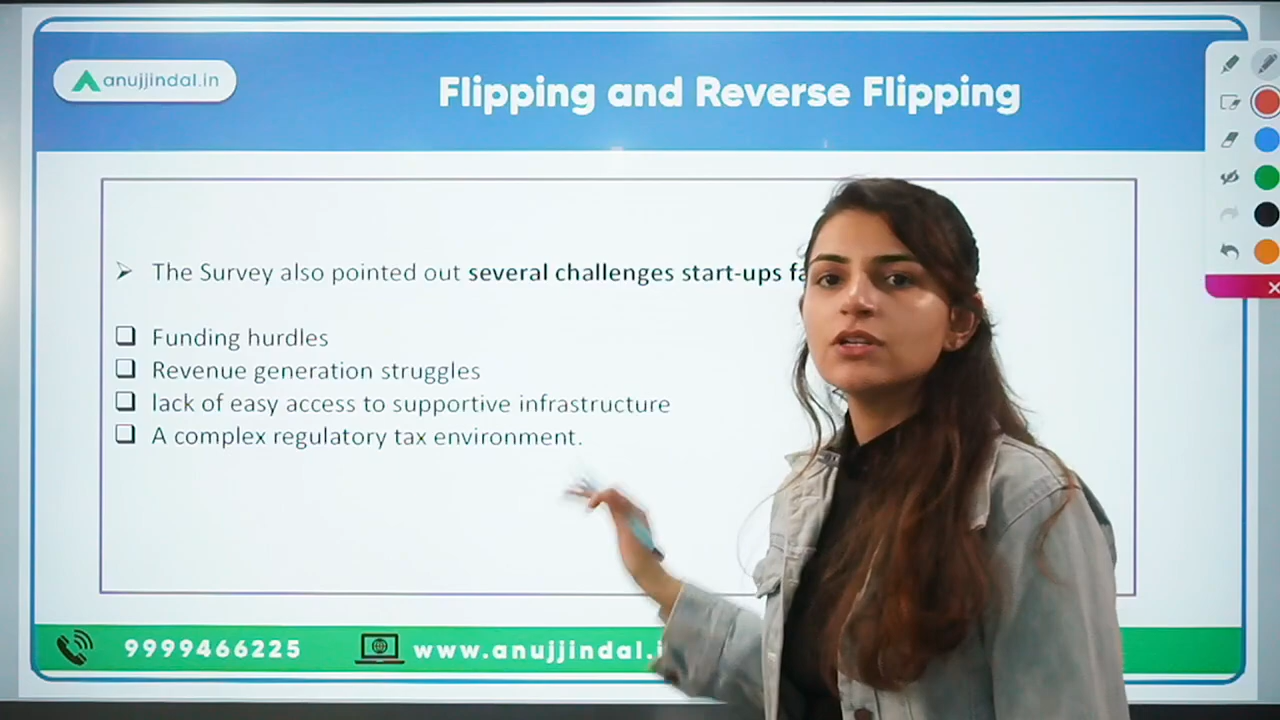 anujjindal.in
Flipping and Reverse Flipping
The Survey also pointed out several challenges start-ups
Funding hurdles
Revenue generation struggles
lack of easy access to supportive infrastructure
A complex regulatory tax environment.
9999466225
www.anujjindal.i